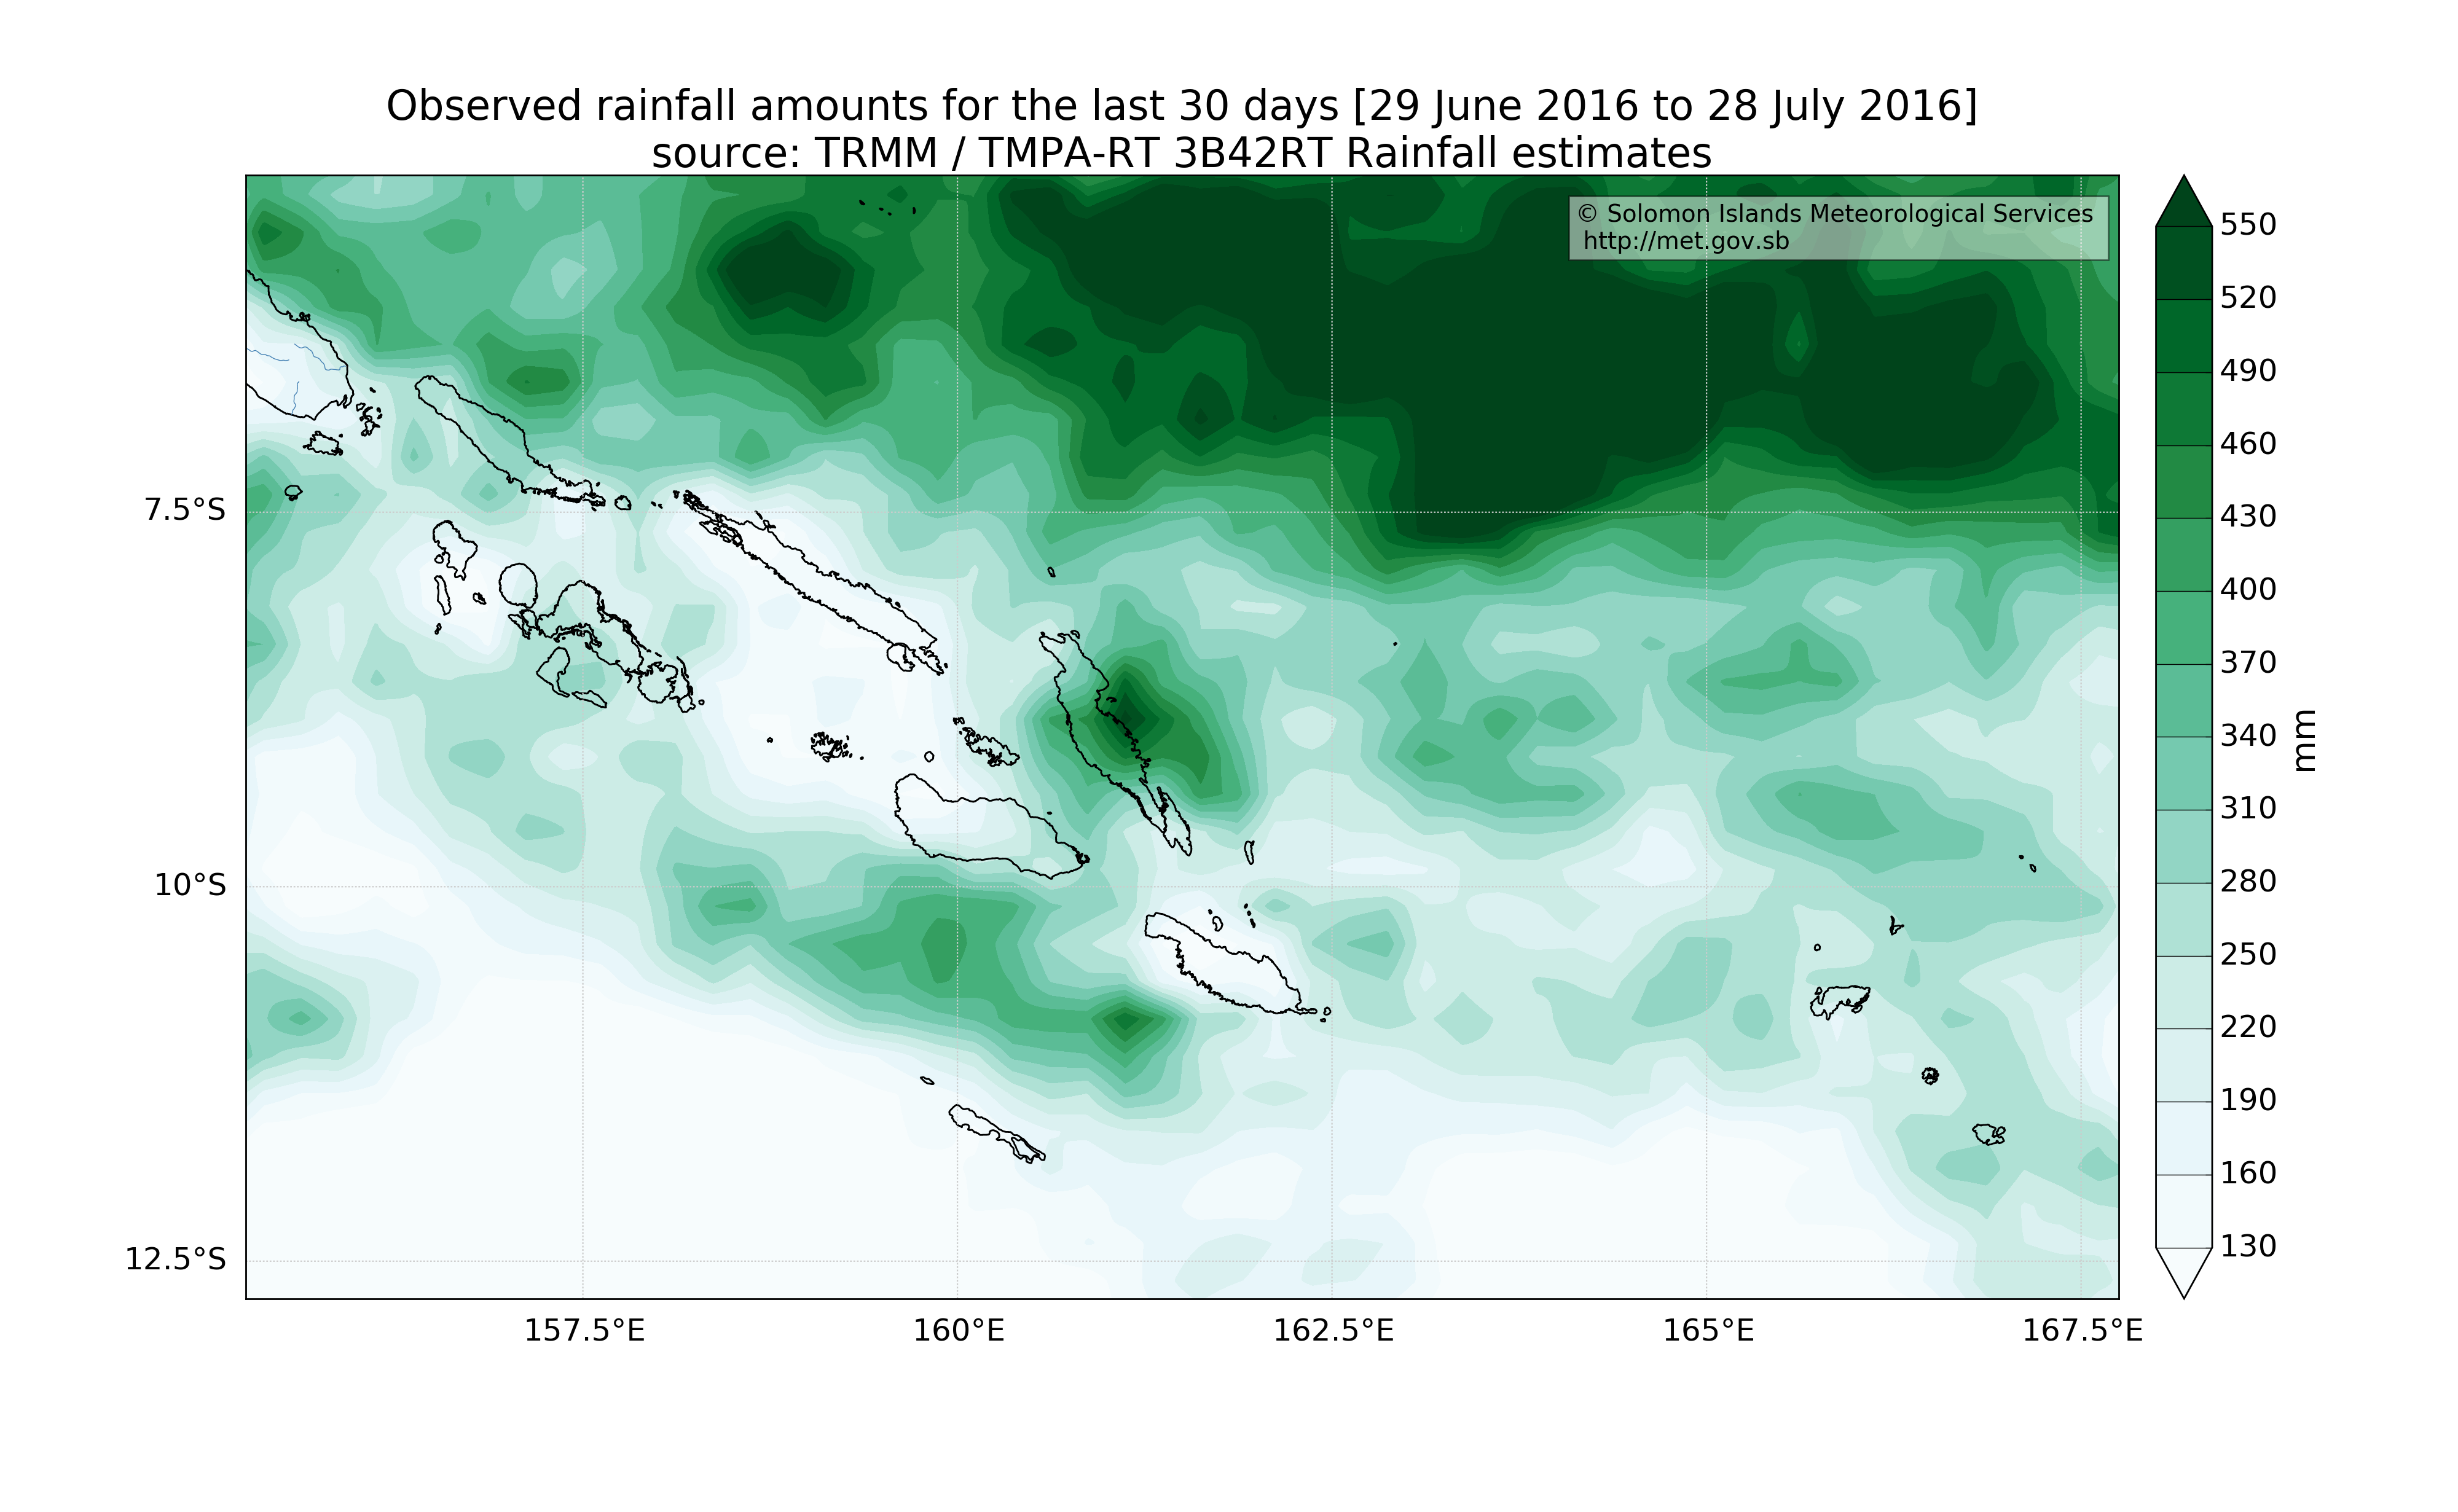 Observed rainfall amounts for the last 30 days [29 June 2016 to 28 July 2016]
source: TRMM / TMPA-RT 3B42RT Rainfall estimates
© Solomon Islands Meteorological Services
http://met.gov.sb
7.5°S
10°S
12.5°S
157.5°E
160°E
162.5°E
165°E
167.5°E
550
520
490
460
430
400
370
340
310
280
250
220
190
160
130
mm